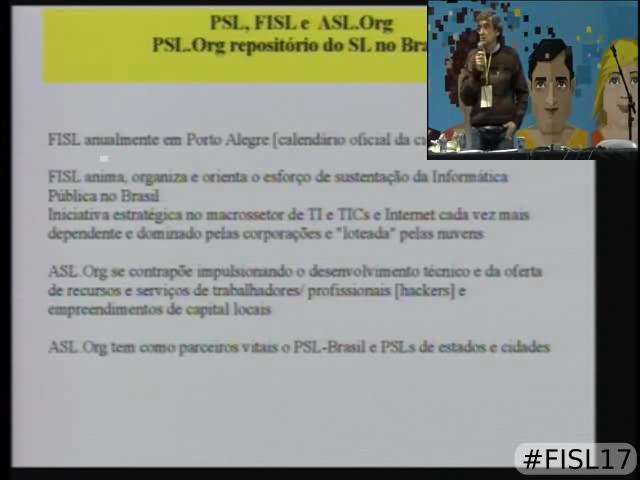 PSL, FISL e ASL.Org
PSL.Org repositório do SL no Bra
FISL anualmente em Porto Alegre [calendário oficial da ci
FISL anima, organiza e orienta o esforço de sustentação da Informática
Pública no Brasil
Iniciativa estratégica no macrossetor de TI e TICs e Internet cada vez mais
dependente e dominado pelas corporações e "loteada" pelas nuvens
ASL.Org se contrapõe impulsionando o desenvolvimento técnico e da oferta
de recursos e serviços de trabalhadores/ profissionais [hackers] e
empreendimentos de capital locais
ASL.Org tem como parceiros vitais o PSL-Brasil e PSLs de estados e cidades
#FISL17